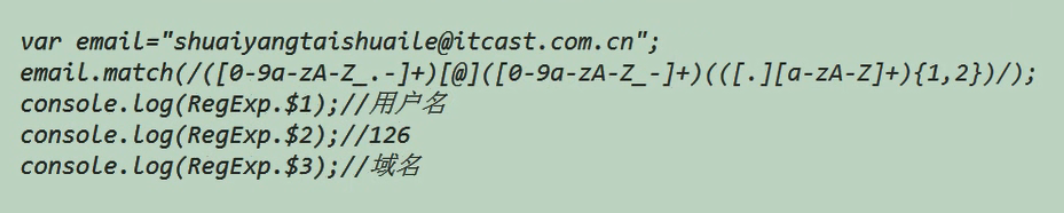 var email="shuaiyangtaishuaile@itcast.com.cn";
email.match(/([0-9a-zA-Z_.-]+)[@]([0-9a-zA-Z_-]+)(([.][a-zA-Z]+){1,2})/);
console.log(RegExp.$1);//用户名
console.log(RegExp.$2);//126
console.log(RegExp.$3);//域名